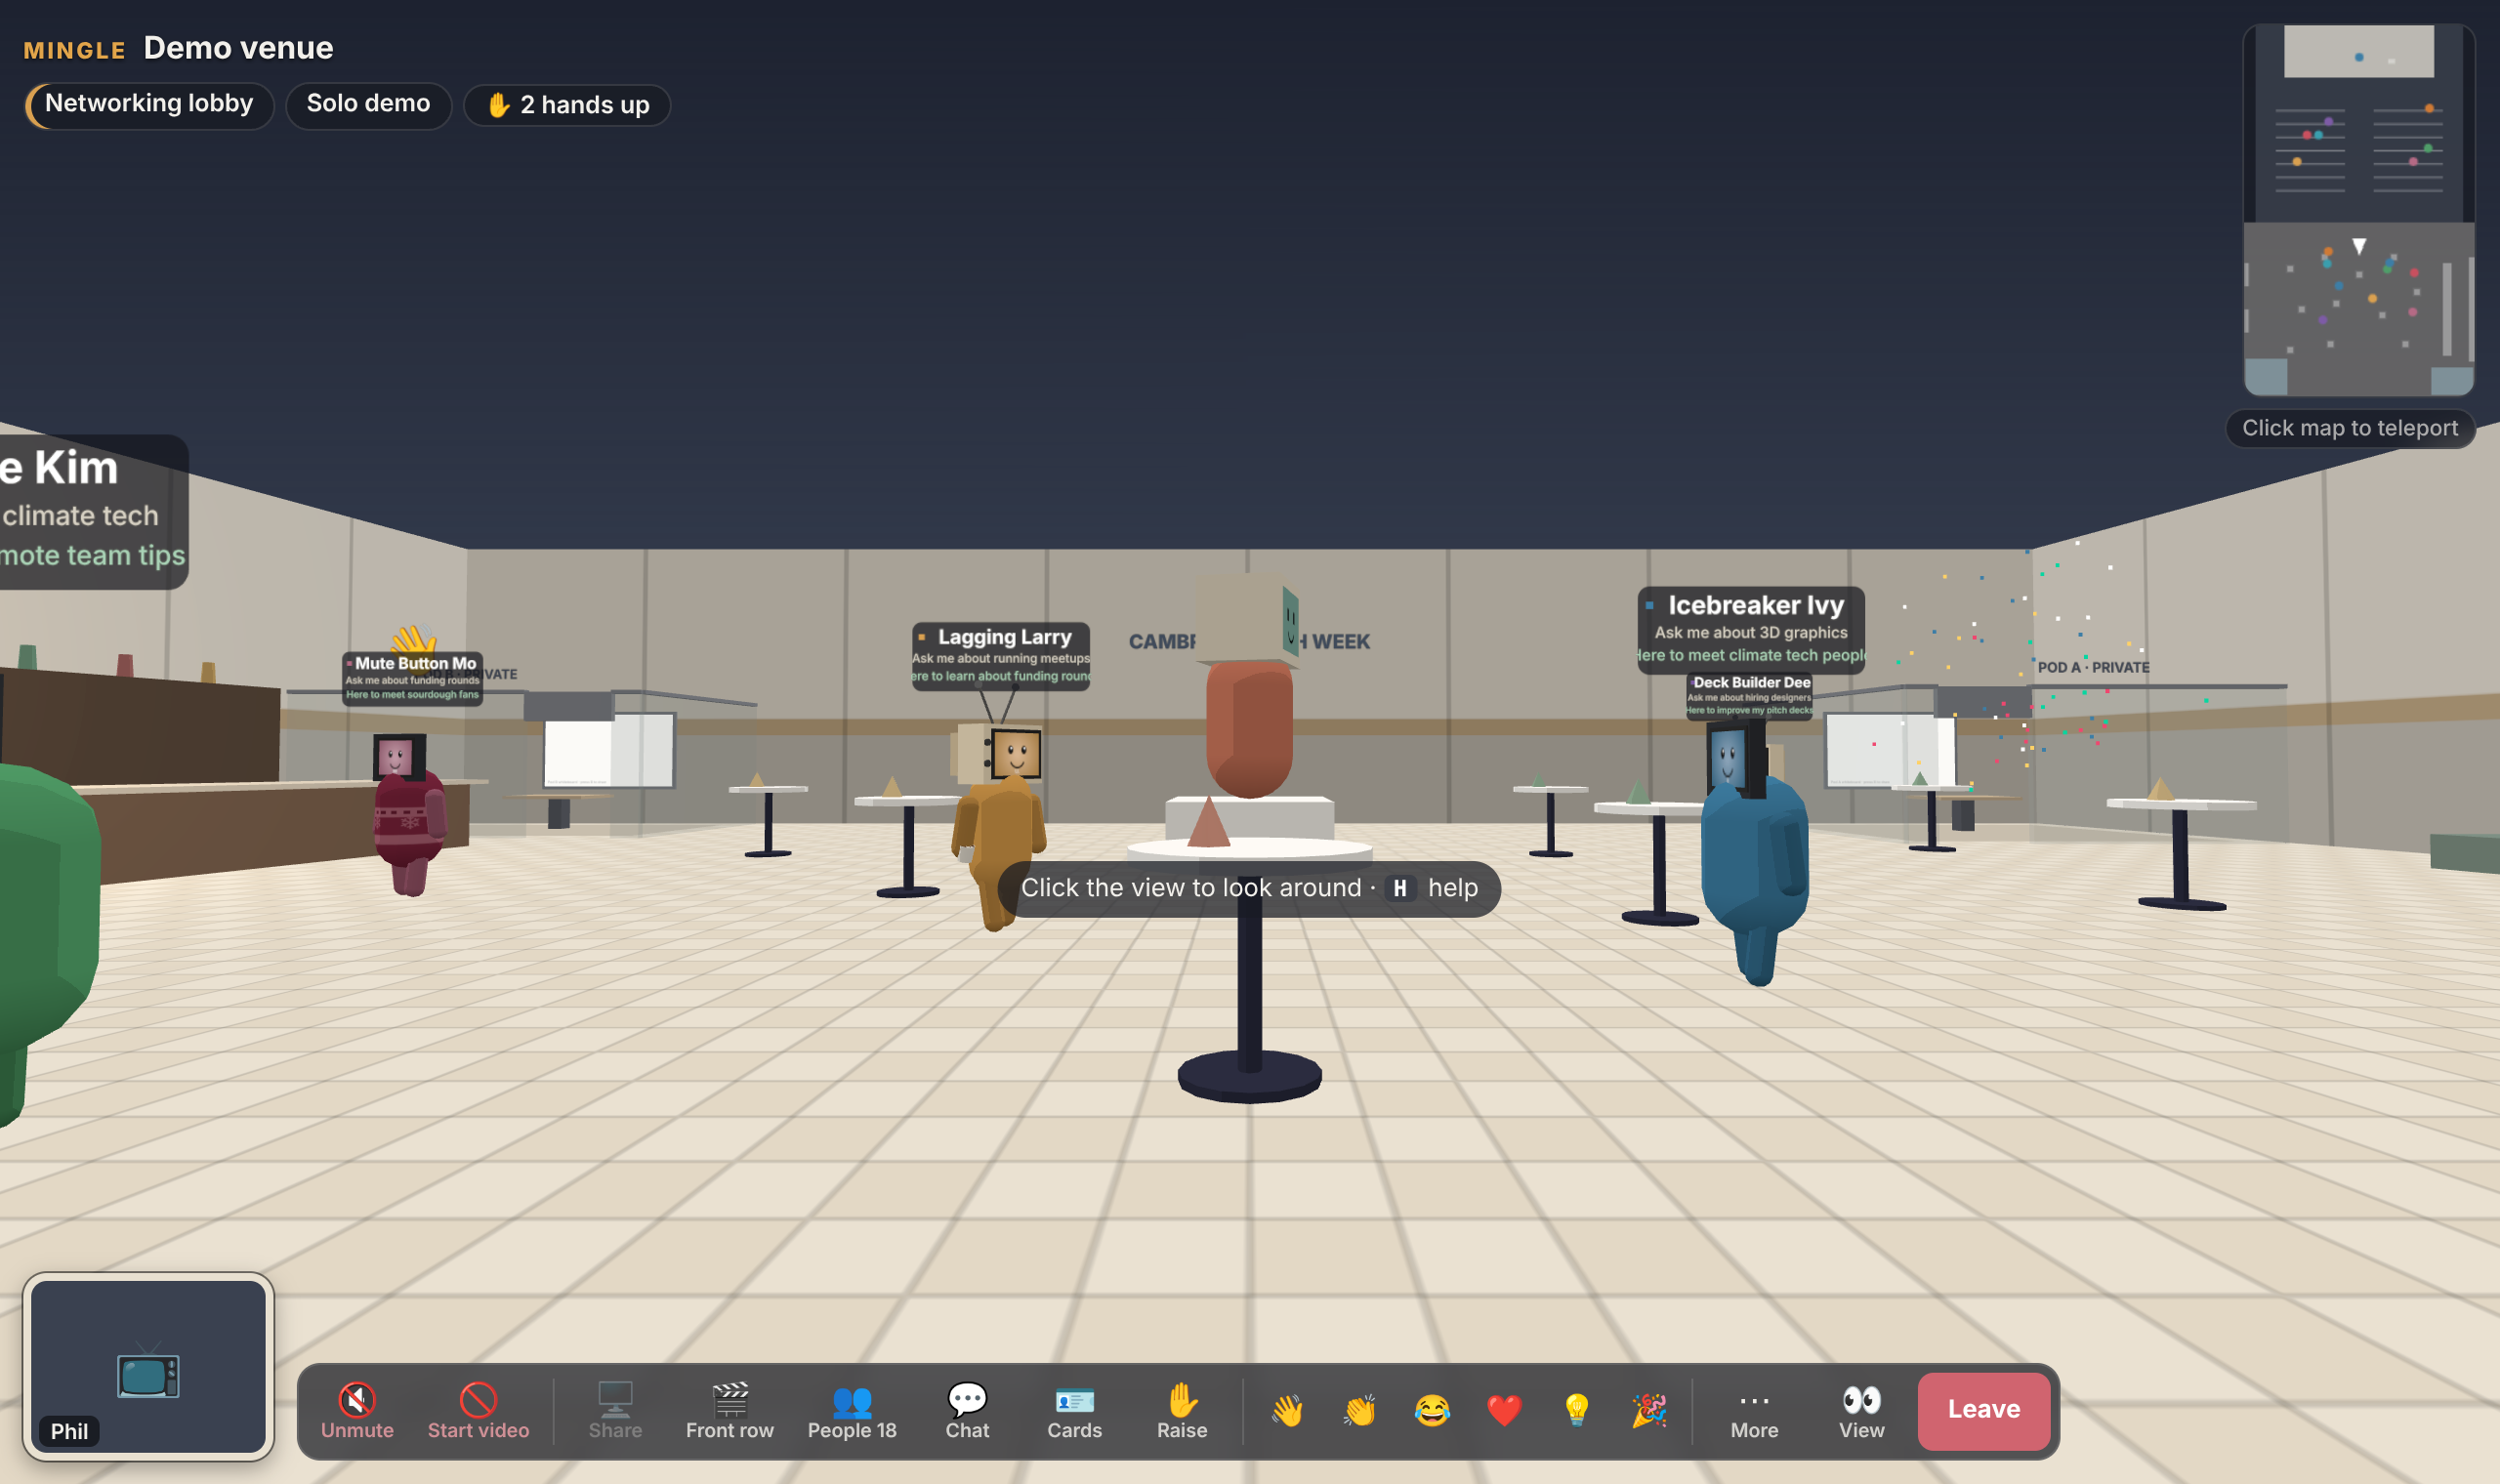 MINGLE Demo venue
Networking lobby
Solo demo
✋ 2 hands up
Click map to teleport
e Kim
climate tech
mote team tips
Mute Button Mo
Ask me about funding rounds
Here to meet sourdough fans
VATE
Lagging Larry
Ask me about running meetups
ere to learn about funding roun
CAMB
H WEEK
Icebreaker Ivy
Ask me about 3D graphics
Here to meet climate tech people
Deck Builder Dee
Ask me about hiring designers
Here to improve my pitch decks
POD A · PRIVATE
Click the view to look around · H help
Phil
Unmute
Start video
Share
Front row
People 18
Chat
Cards
Raise
More
View
Leave